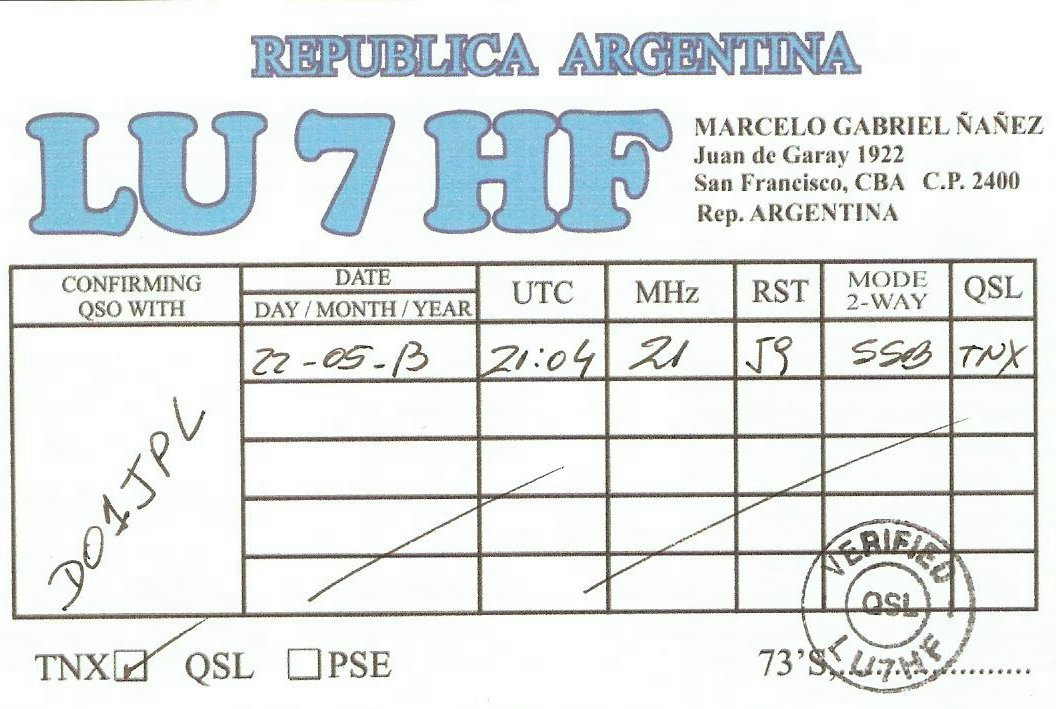 REPUBLICA ARGENTINA
LU 7 HF
MARCELO GABRIEL ÑAÑEZ
Juan de Garay 1922
San Francisco, CBA C.P. 2400
Rep. ARGENTINA
CONFIRMING
QSO WITH
DATE
DAY / MONTH / YEAR
UTC
MHz
RST
MODE
2-WAY
QSL
DO1JPL
22-05-13 21:04 21 59 SSB TNX
TNX QSL PSE
73'S,
VERIFIED
QSL
LU7HF